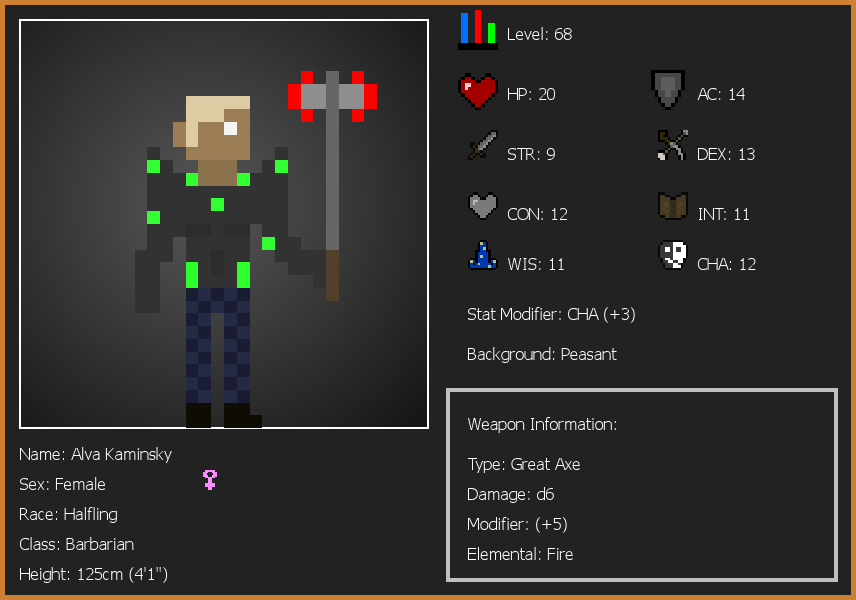 Level: 68
HP: 20
AC: 14
STR: 9
DEX: 13
CON: 12
INT: 11
WIS: 11
CHA: 12
Stat Modifier: CHA (+3)
Background: Peasant
Weapon Information:
Type: Great Axe
Damage: d6
Modifier: (+5)
Elemental: Fire
Name: Alva Kaminsky
Sex: Female
Race: Halfling
Class: Barbarian
Height: 125cm (4'1")